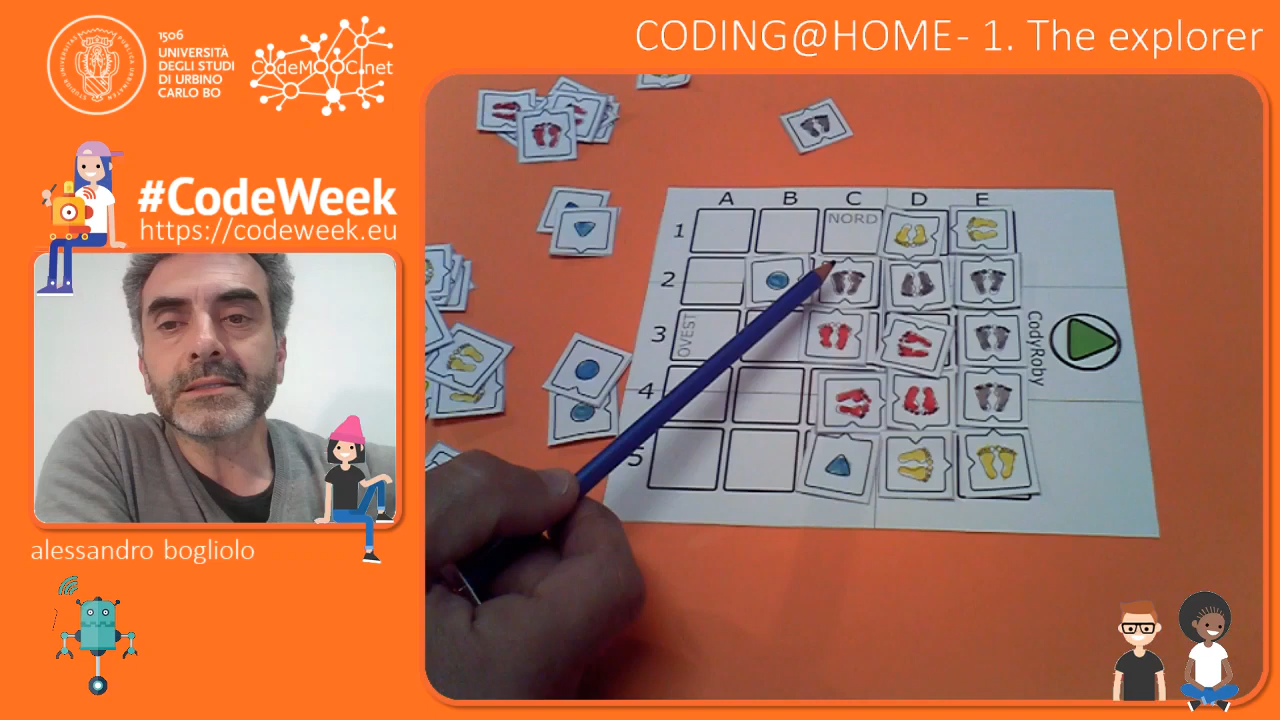 CODING@HOME - 1. The explorer
1506
UNIVERSITÀ
DEGLI STUDI
DI URBINO
CARLO BO
CodeMOOC.net
#CodeWeek
https://codeweek.eu
alessandro bogliolo
A B C D E
1
NORD
2
3
OVEST
4
5
CodyRoby